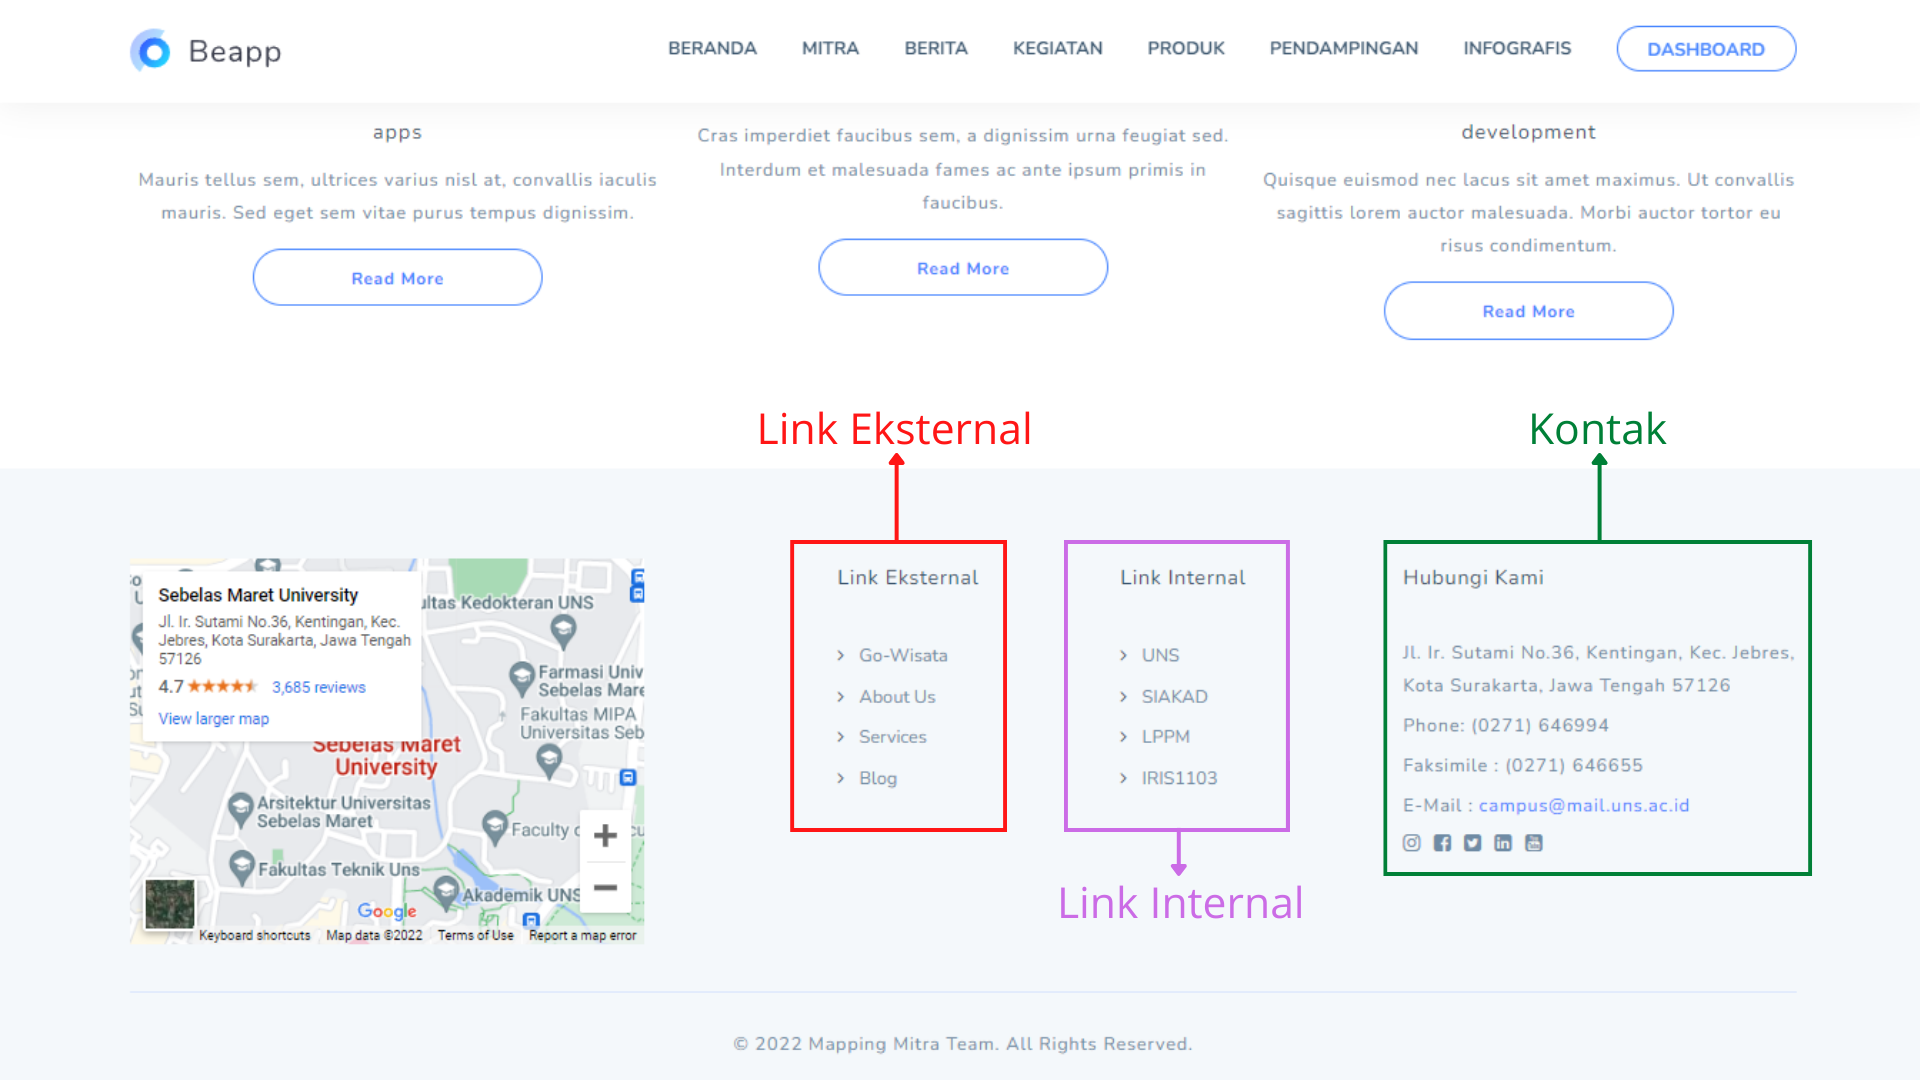 Beapp
BERANDA MITRA BERITA KEGIATAN PRODUK PENDAMPINGAN INFOGRAFIS DASHBOARD
apps
Mauris tellus sem, ultrices varius nisl at, convallis iaculis
mauris. Sed eget sem vitae purus tempus dignissim.
Read More
Cras imperdiet faucibus sem, a dignissim urna feugiat sed.
Interdum et malesuada fames ac ante ipsum primis in
faucibus.
Read More
development
Quisque euismod nec lacus sit amet maximus. Ut convallis
sagittis lorem auctor malesuada. Morbi auctor tortor eu
risus condimentum.
Read More
Link Eksternal
Kontak
Sebelas Maret University
Jl. Ir. Sutami No.36, Kentingan, Kec.
Jebres, Kota Surakarta, Jawa Tengah
57126
4.7 3,685 reviews
View larger map
ultas Kedokteran UNS
Farmasi Univ
Sebelas Mare
Fakultas MIPA
Universitas Seb
Sebelas Maret
University
Arsitektur Universitas
Sebelas Maret
Faculty
Fakultas Teknik Uns
Akademik UNS
Google
Keyboard shortcuts Map data ©2022 Terms of Use Report a map error
Link Eksternal
Go-Wisata
About Us
Services
Blog
Link Internal
UNS
SIAKAD
LPPM
IRIS1103
Link Internal
Hubungi Kami
Jl. Ir. Sutami No.36, Kentingan, Kec. Jebres,
Kota Surakarta, Jawa Tengah 57126
Phone: (0271) 646994
Faksimile : (0271) 646655
E-Mail : campus@mail.uns.ac.id
© 2022 Mapping Mitra Team. All Rights Reserved.